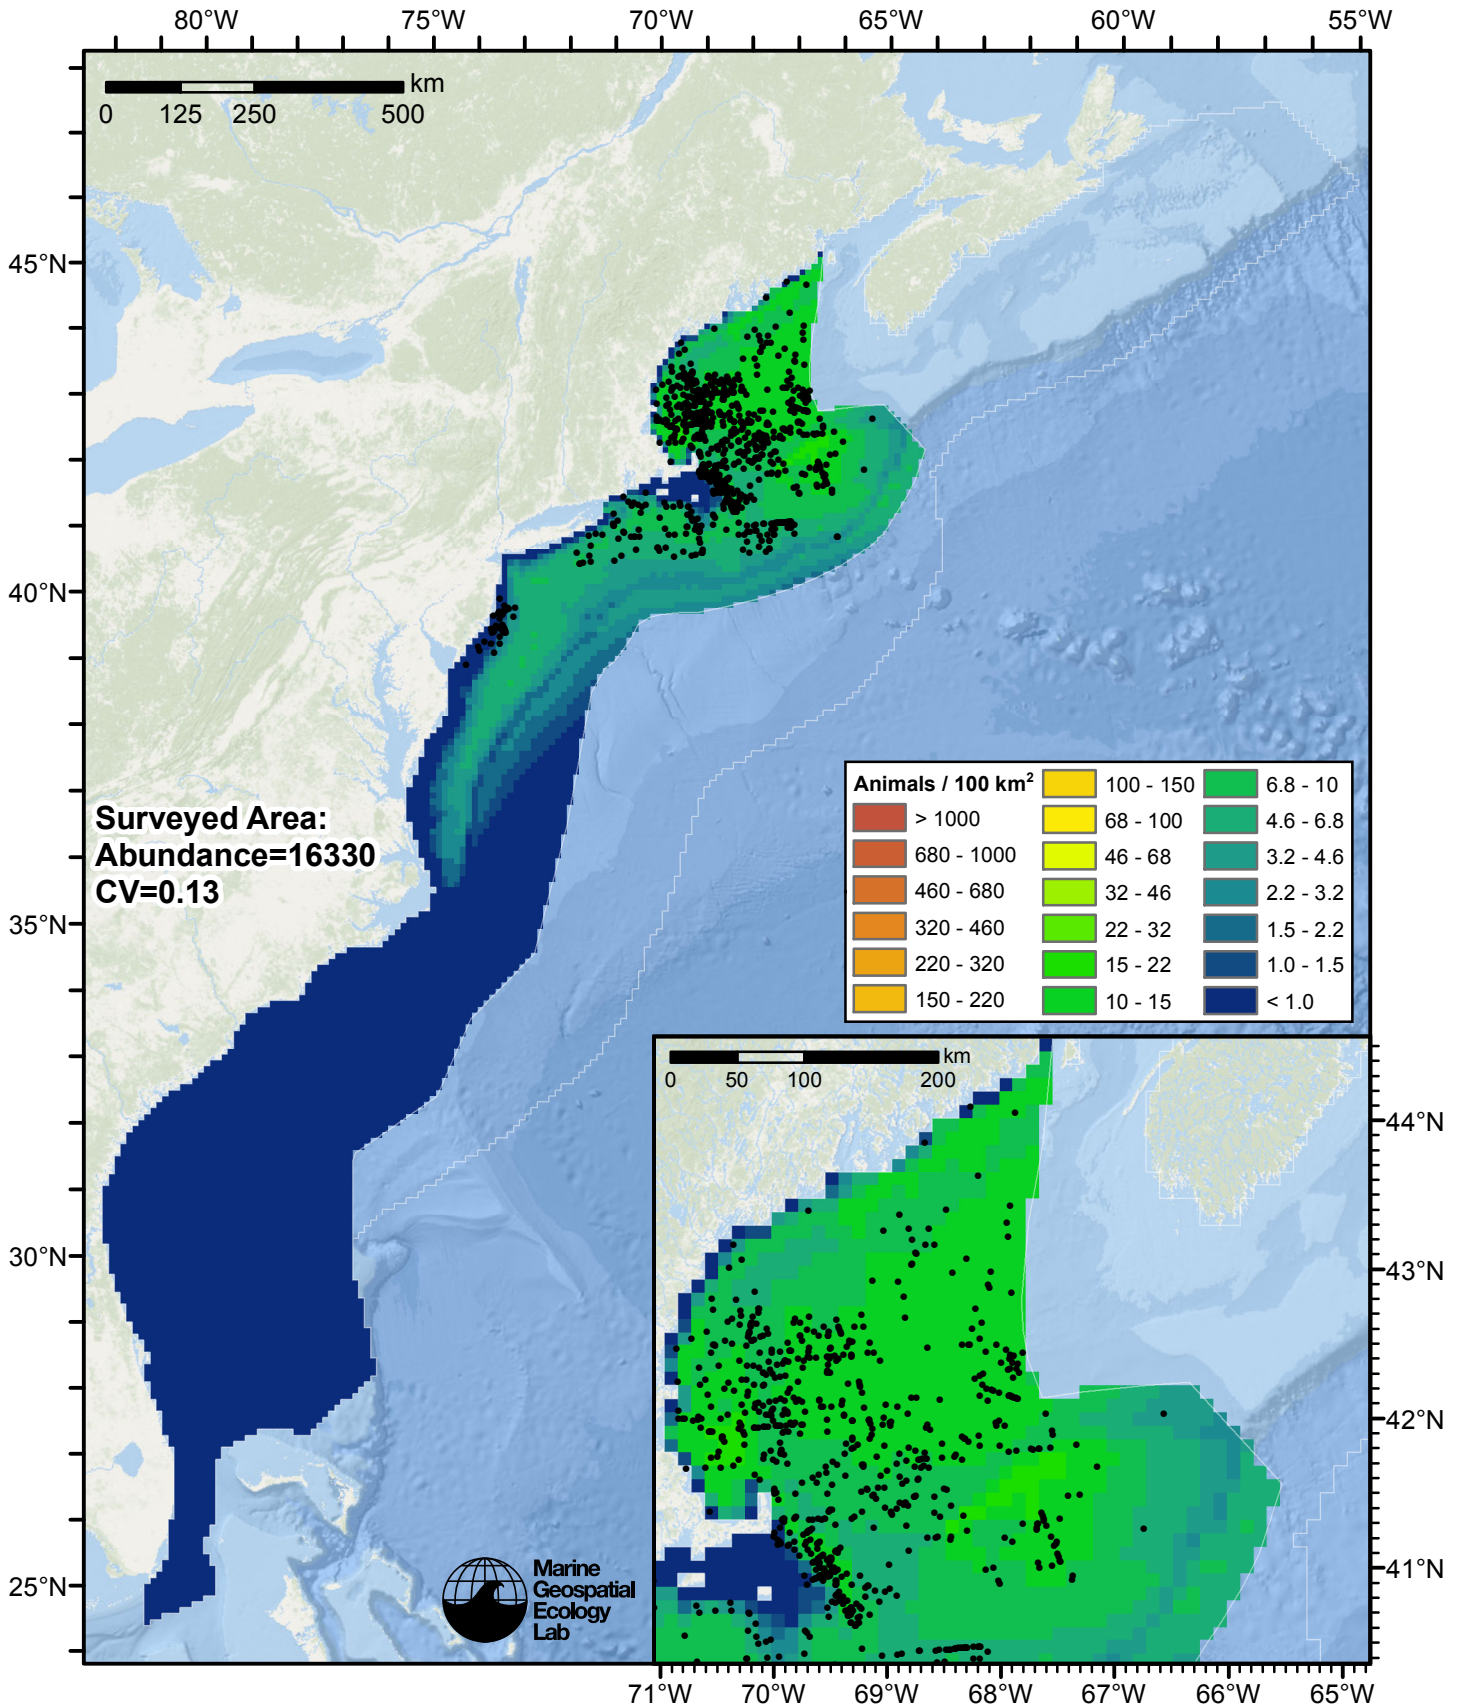 80°W 75°W 70°W 65°W 60°W 55°W
km
0 125 250 500
45°N
40°N
35°N
30°N
25°N
Surveyed Area:
Abundance=16330
CV=0.13
Animals / 100 km²
> 1000
680 - 1000
460 - 680
320 - 460
220 - 320
150 - 220
100 - 150
68 - 100
46 - 68
32 - 46
22 - 32
15 - 22
10 - 15
6.8 - 10
4.6 - 6.8
3.2 - 4.6
2.2 - 3.2
1.5 - 2.2
1.0 - 1.5
< 1.0
km
0 50 100 200
44°N
43°N
42°N
41°N
Marine
Geospatial
Ecology
Lab
71°W 70°W 69°W 68°W 67°W 66°W 65°W